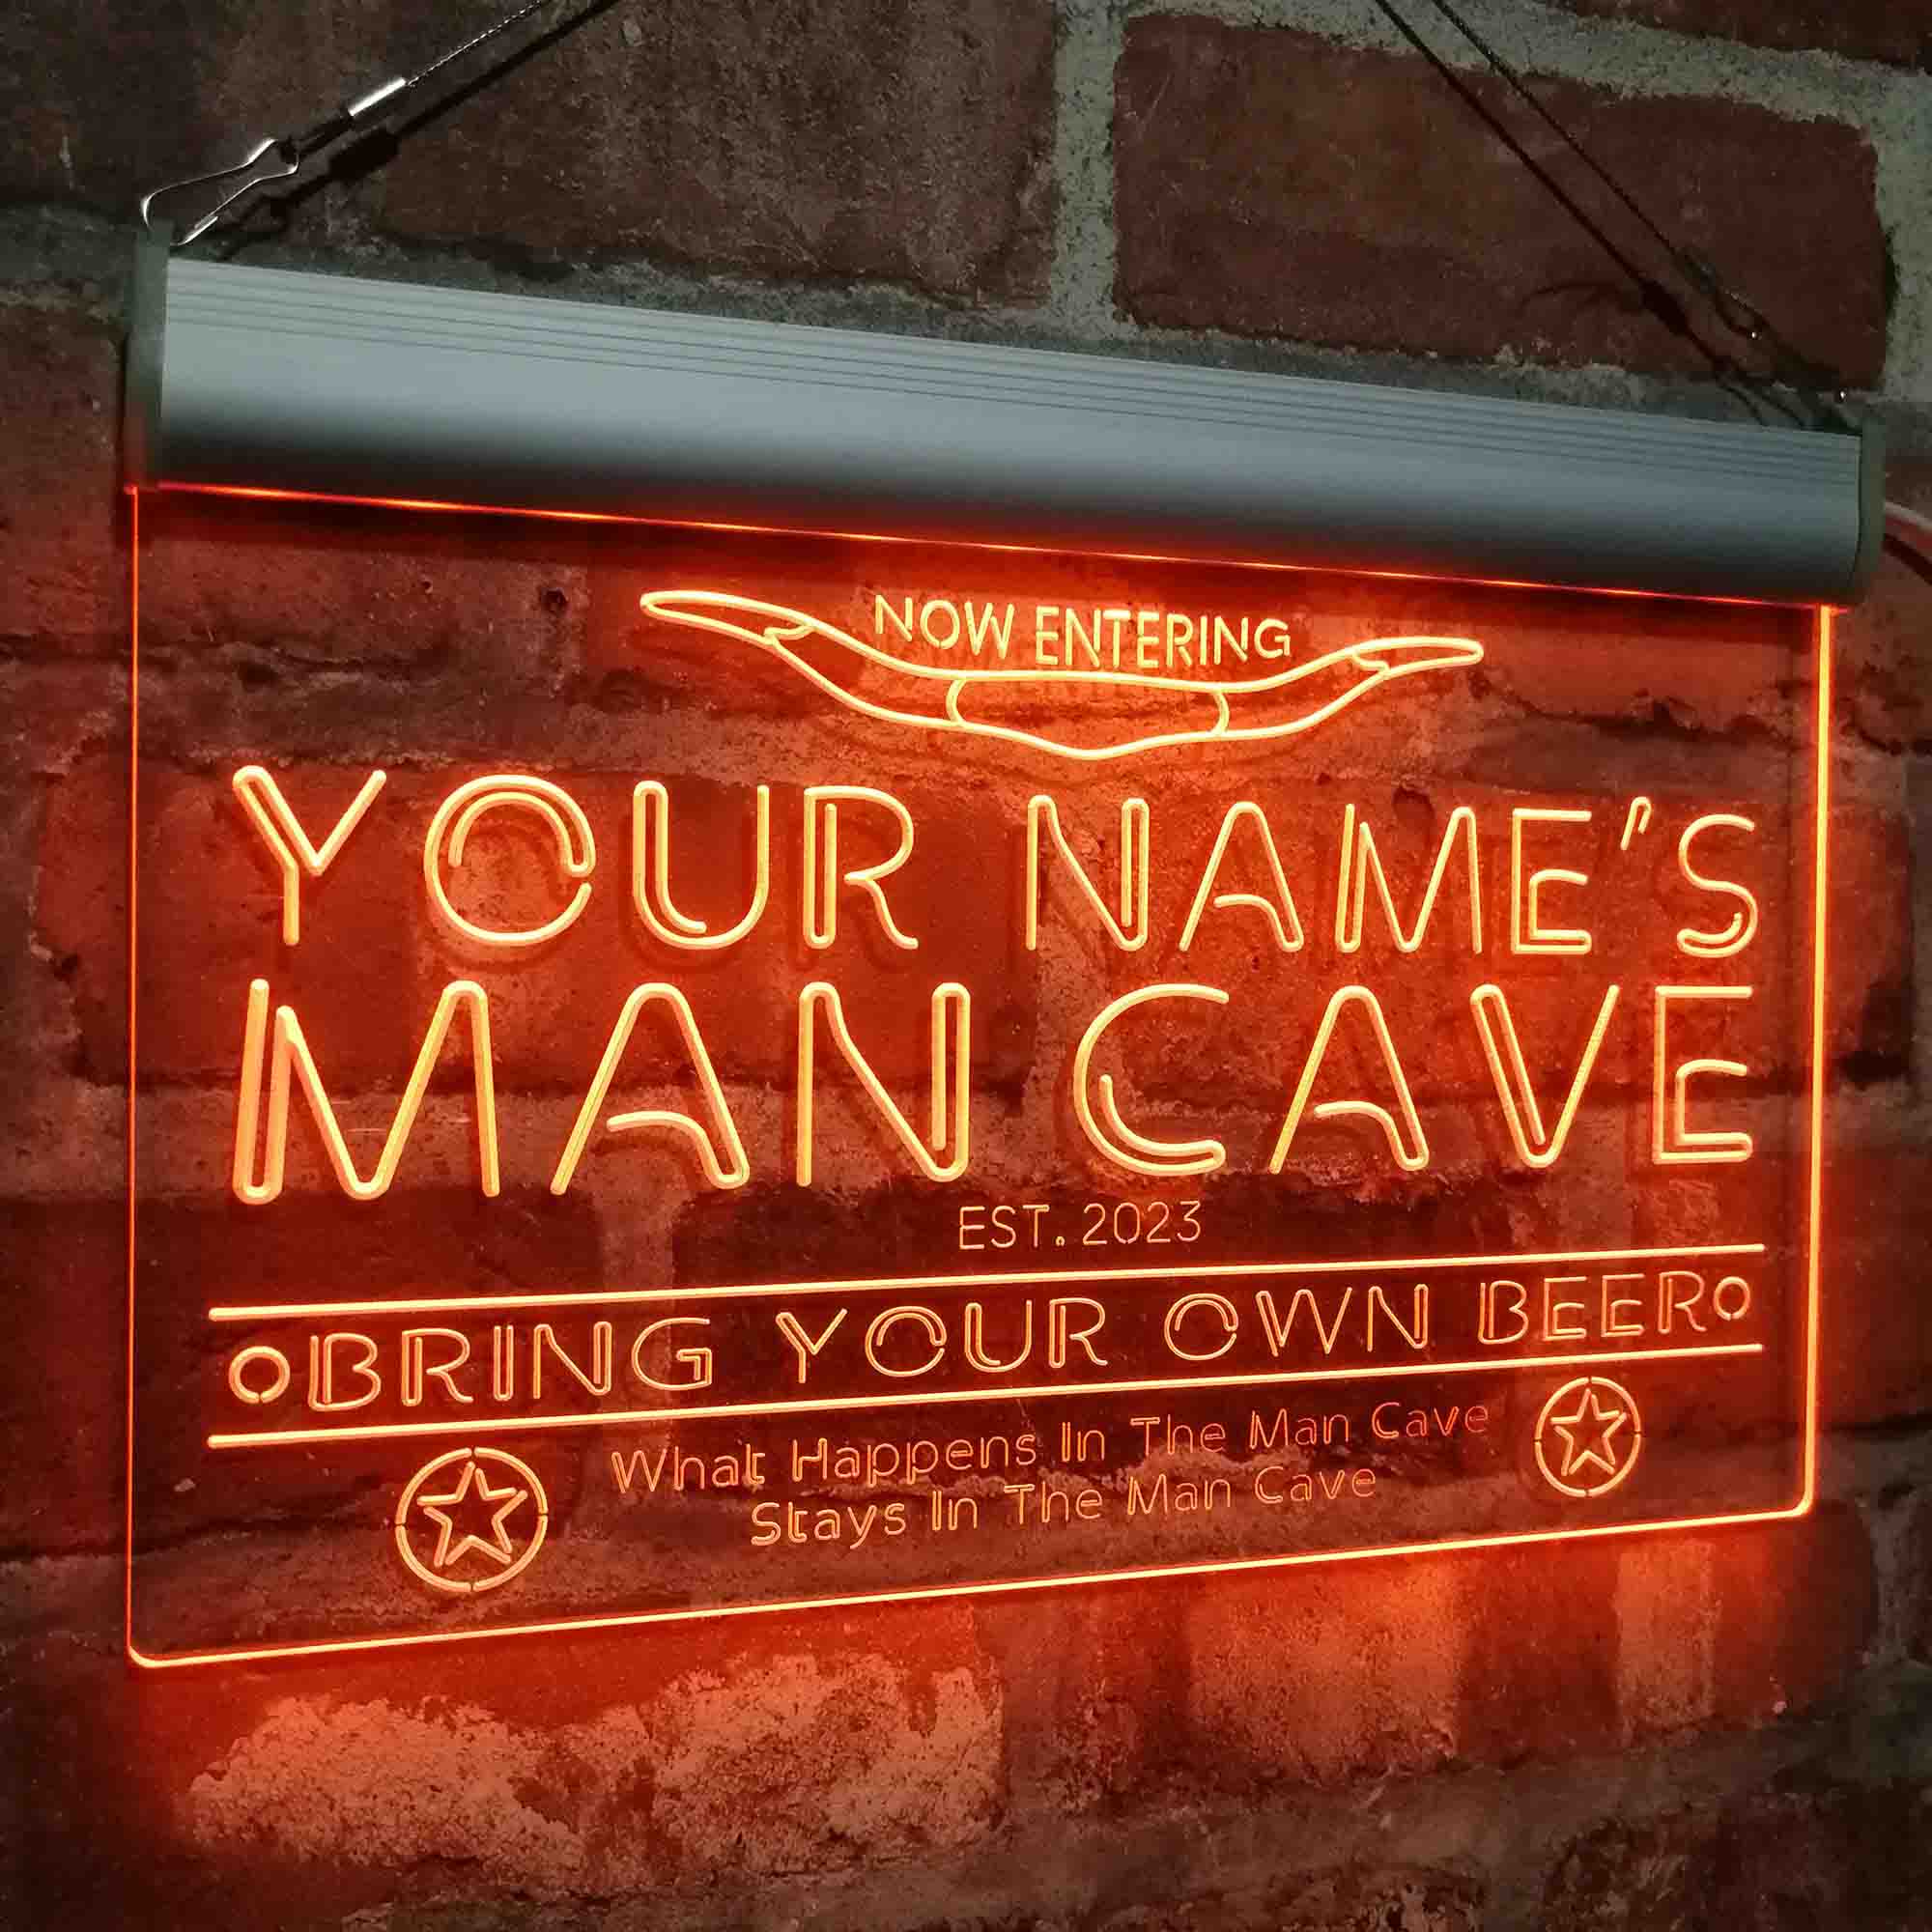 NOW ENTERING
YOUR NAME'S
MAN CAVE
EST. 2023
BRING YOUR OWN BEER
What Happens In The Man Cave
Stays In The Man Cave